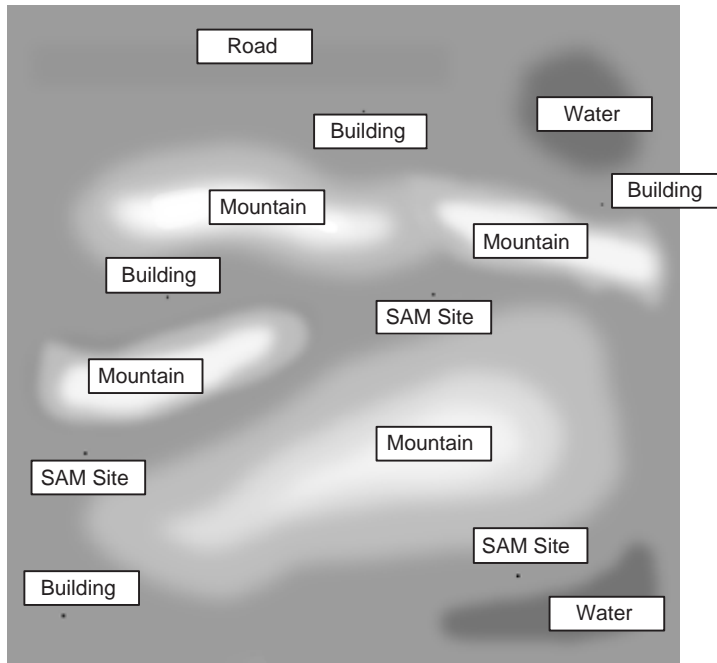 Road
Water
Building
Building
Mountain
Mountain
Building
SAM Site
Mountain
Mountain
SAM Site
SAM Site
Building
Water